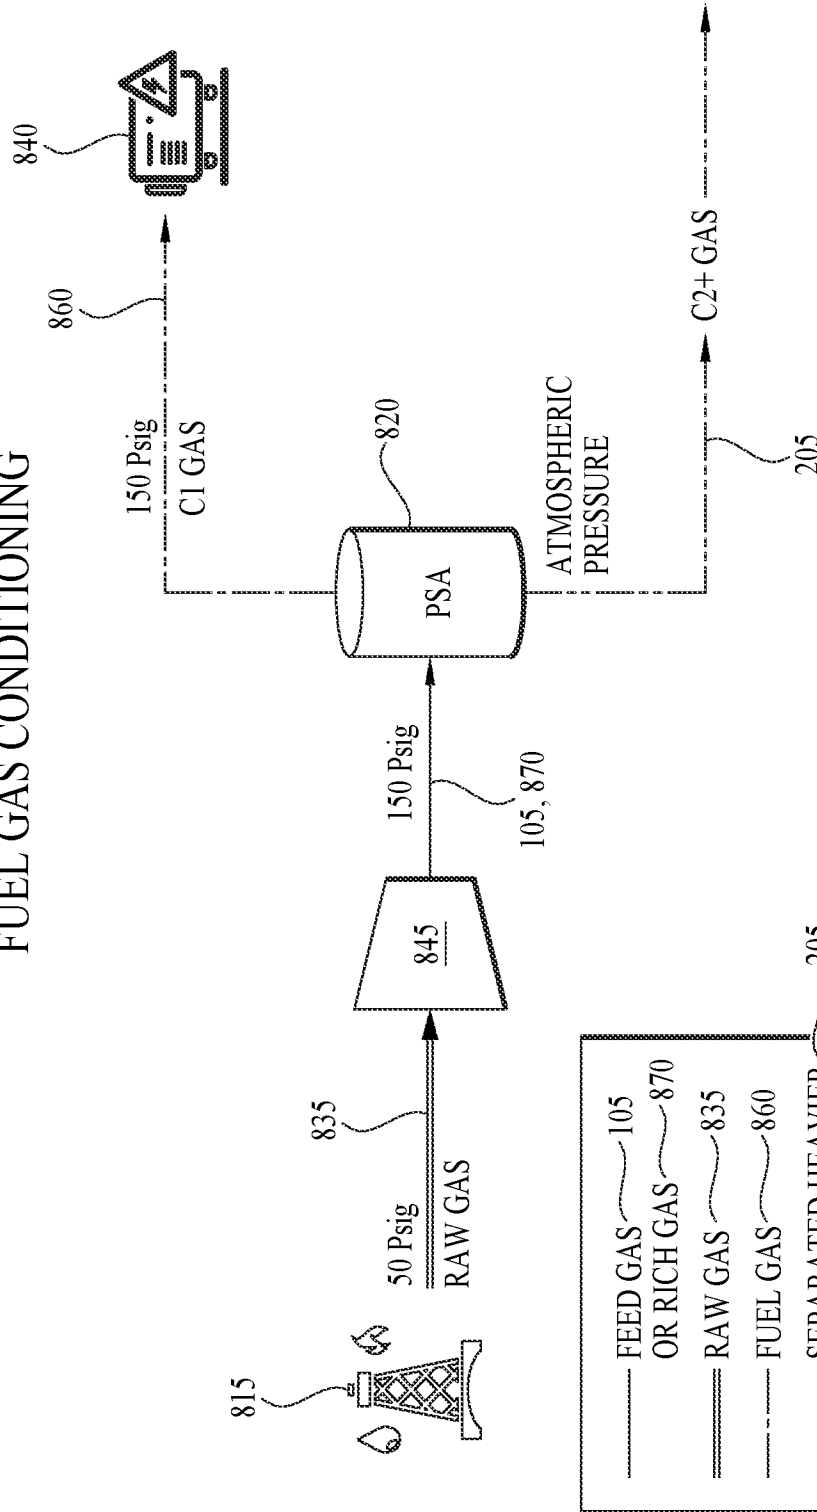 FUEL GAS CONDITIONING
840
860
150 Psig
C1 GAS
820
PSA
ATMOSPHERIC
PRESSURE
C2+ GAS
205
150 Psig
105, 870
845
835
50 Psig
RAW GAS
815
FEED GAS 105
OR RICH GAS 870
RAW GAS 835
FUEL GAS 860
SEPARATED HEAVIER 205